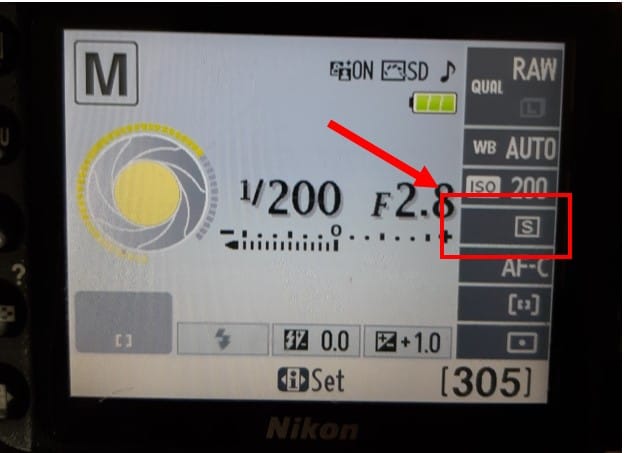 M
ON SD ♪
QUAL RAW
L
WB AUTO
1/200 F2.8
ISO 200
S
- 0 +
AF-C
[ ]
0.0
+1.0
Set
[305]
Nikon
U
?